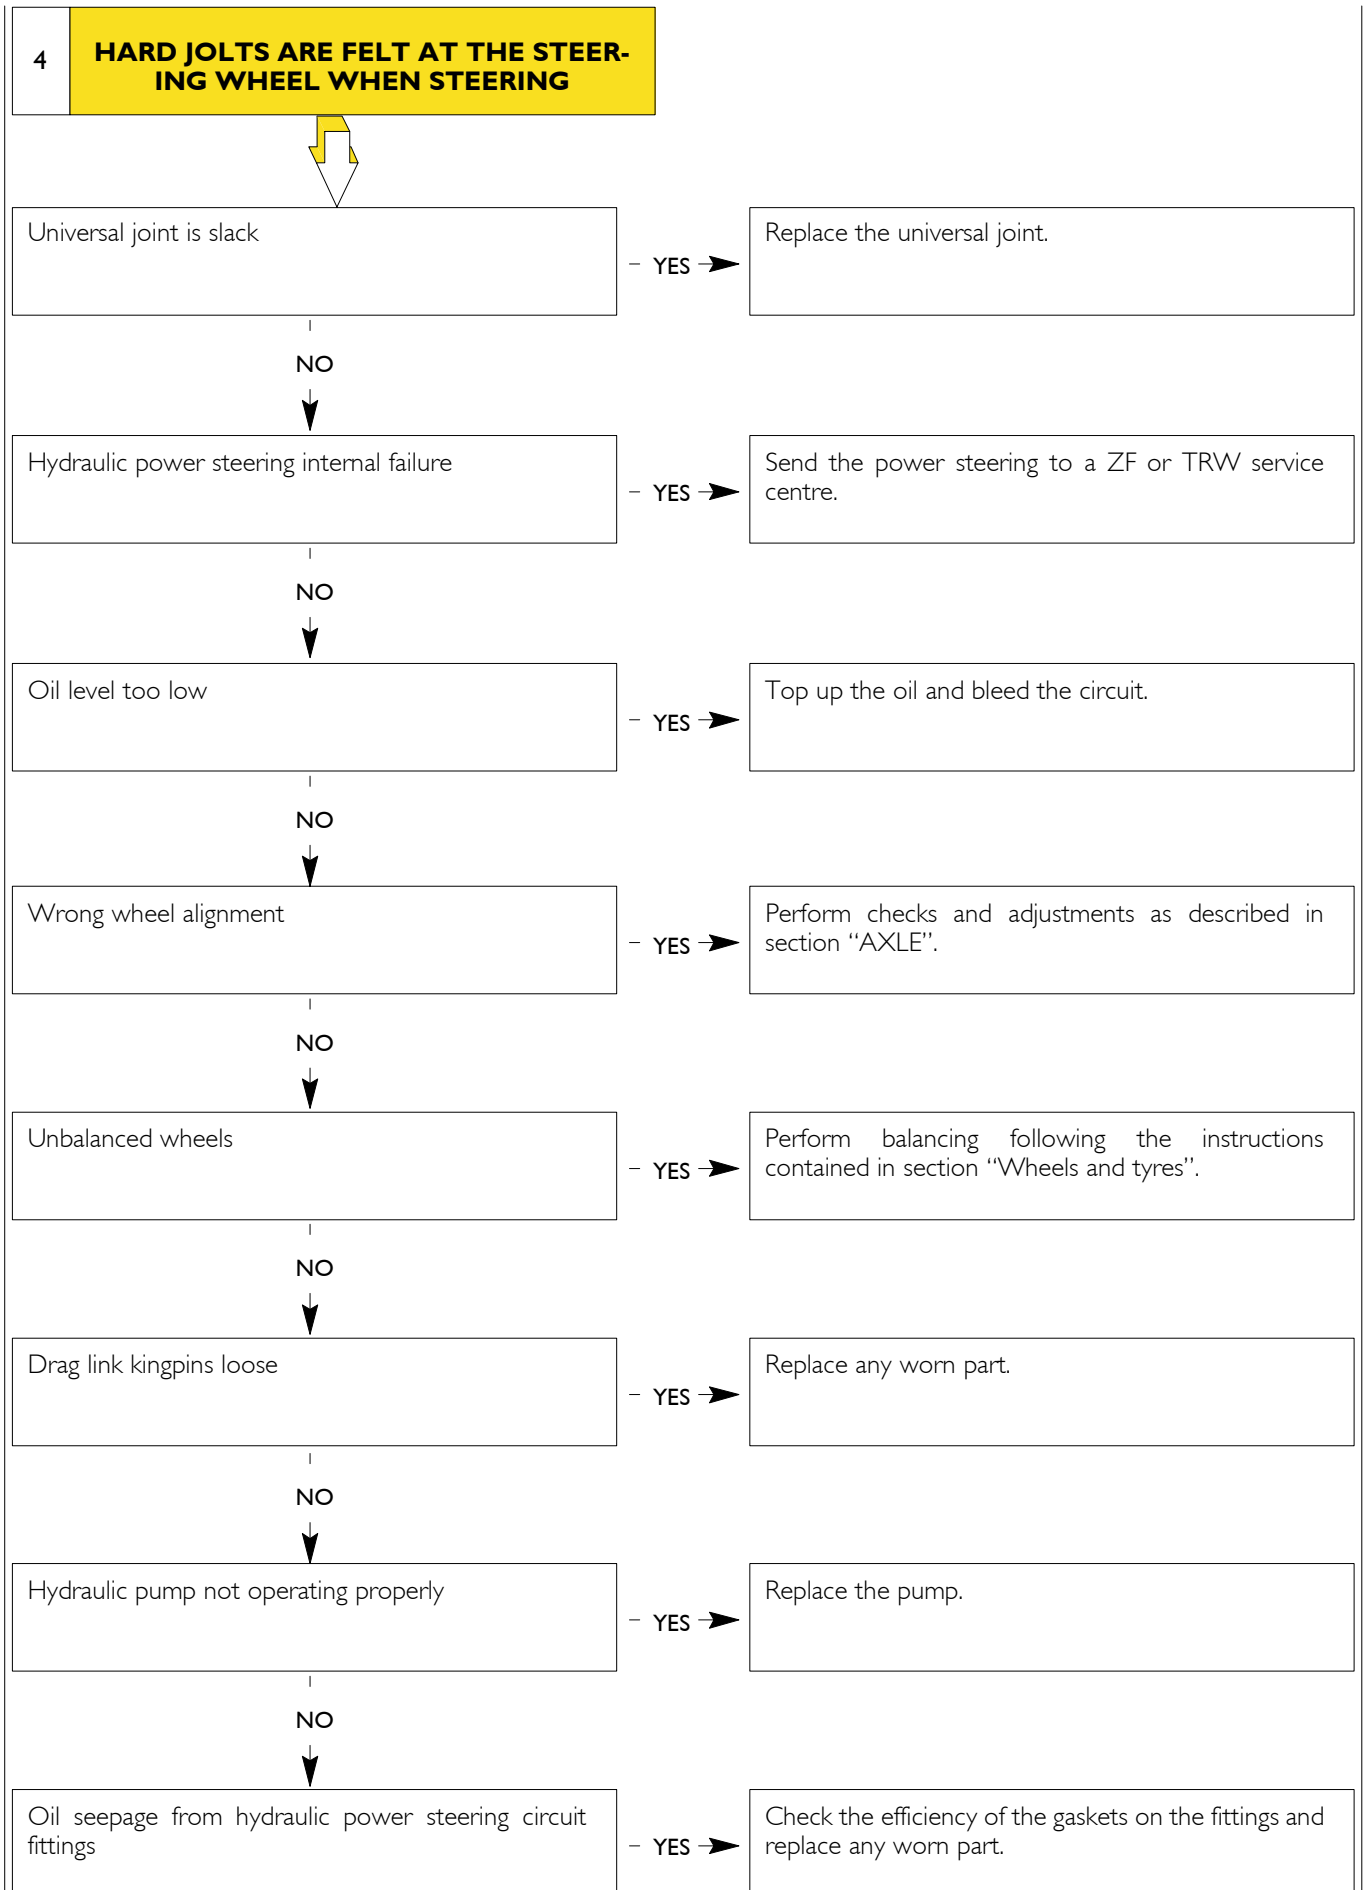 4
HARD JOLTS ARE FELT AT THE STEER-
ING WHEEL WHEN STEERING
Universal joint is slack
YES
Replace the universal joint.
NO
Hydraulic power steering internal failure
YES
Send the power steering to a ZF or TRW service
centre.
NO
Oil level too low
YES
Top up the oil and bleed the circuit.
NO
Wrong wheel alignment
YES
Perform checks and adjustments as described in
section “AXLE”.
NO
Unbalanced wheels
YES
Perform balancing following the instructions
contained in section “Wheels and tyres”.
NO
Drag link kingpins loose
YES
Replace any worn part.
NO
Hydraulic pump not operating properly
YES
Replace the pump.
NO
Oil seepage from hydraulic power steering circuit
fittings
YES
Check the efficiency of the gaskets on the fittings and
replace any worn part.